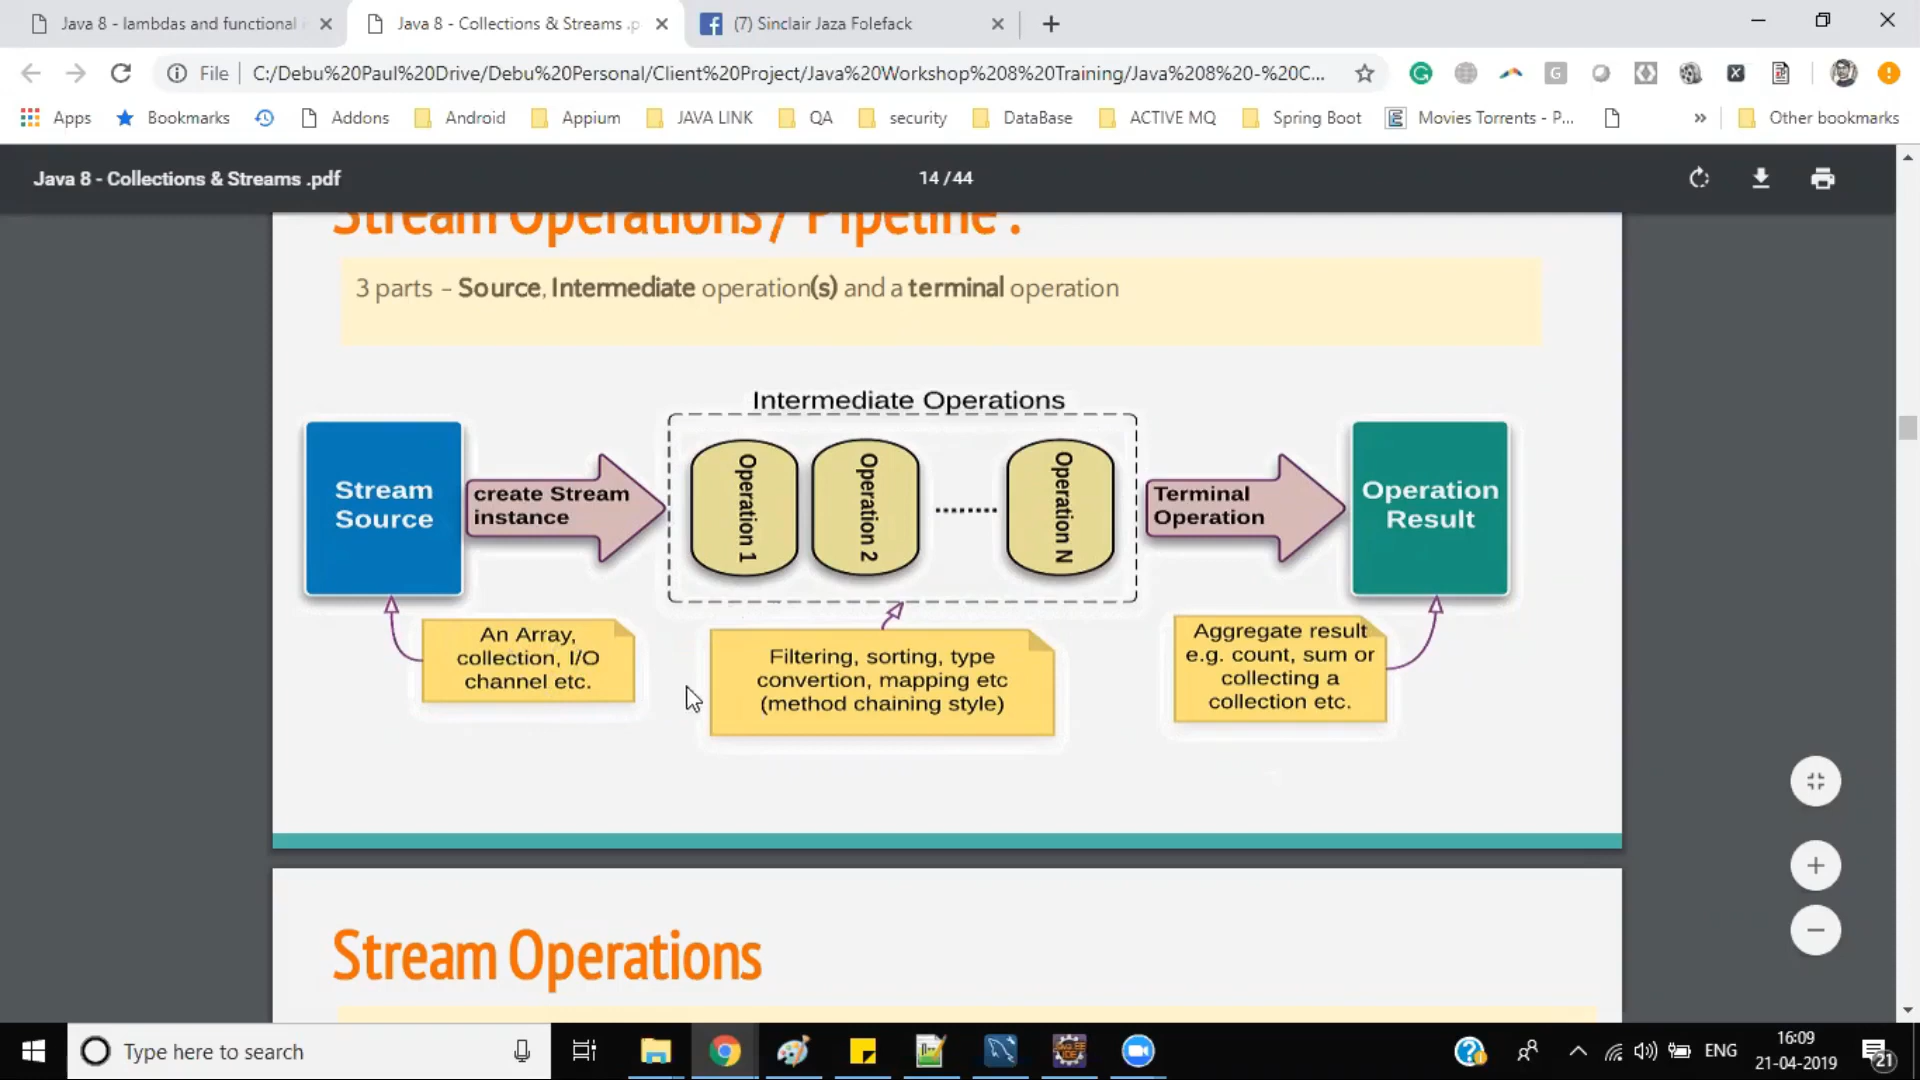 Java 8 - lambdas and functional
Java 8 - Collections & Streams .p
(7) Sinclair Jaza Folefack
File
C:/Debu%20Paul%20Drive/Debu%20Personal/Client%20Project/Java%20Workshop%208%20Training/Java%208%20-%20C...
Apps
Bookmarks
Addons
Android
Appium
JAVA LINK
QA
security
DataBase
ACTIVE MQ
Spring Boot
Movies Torrents - P...
»
Other bookmarks
Java 8 - Collections & Streams .pdf
14 / 44
Stream Operations / Pipeline :
3 parts – Source, Intermediate operation(s) and a terminal operation
Intermediate Operations
Stream
Source
create Stream
instance
Operation 1
Operation 2
Operation N
Terminal
Operation
Operation
Result
An Array,
collection, I/O
channel etc.
Filtering, sorting, type
convertion, mapping etc
(method chaining style)
Aggregate result
e.g. count, sum or
collecting a
collection etc.
Stream Operations
Type here to search
ENG
16:09
21-04-2019
21